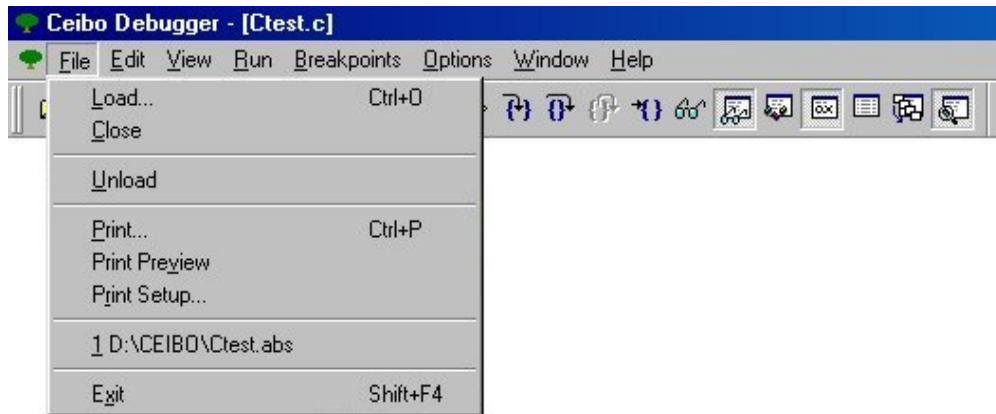 Ceibo Debugger - [Ctest.c]
File Edit View Run Breakpoints Options Window Help
Load... Ctrl+O
Close
Unload
Print... Ctrl+P
Print Preview
Print Setup...
1 D:\CEIBO\Ctest.abs
Exit Shift+F4